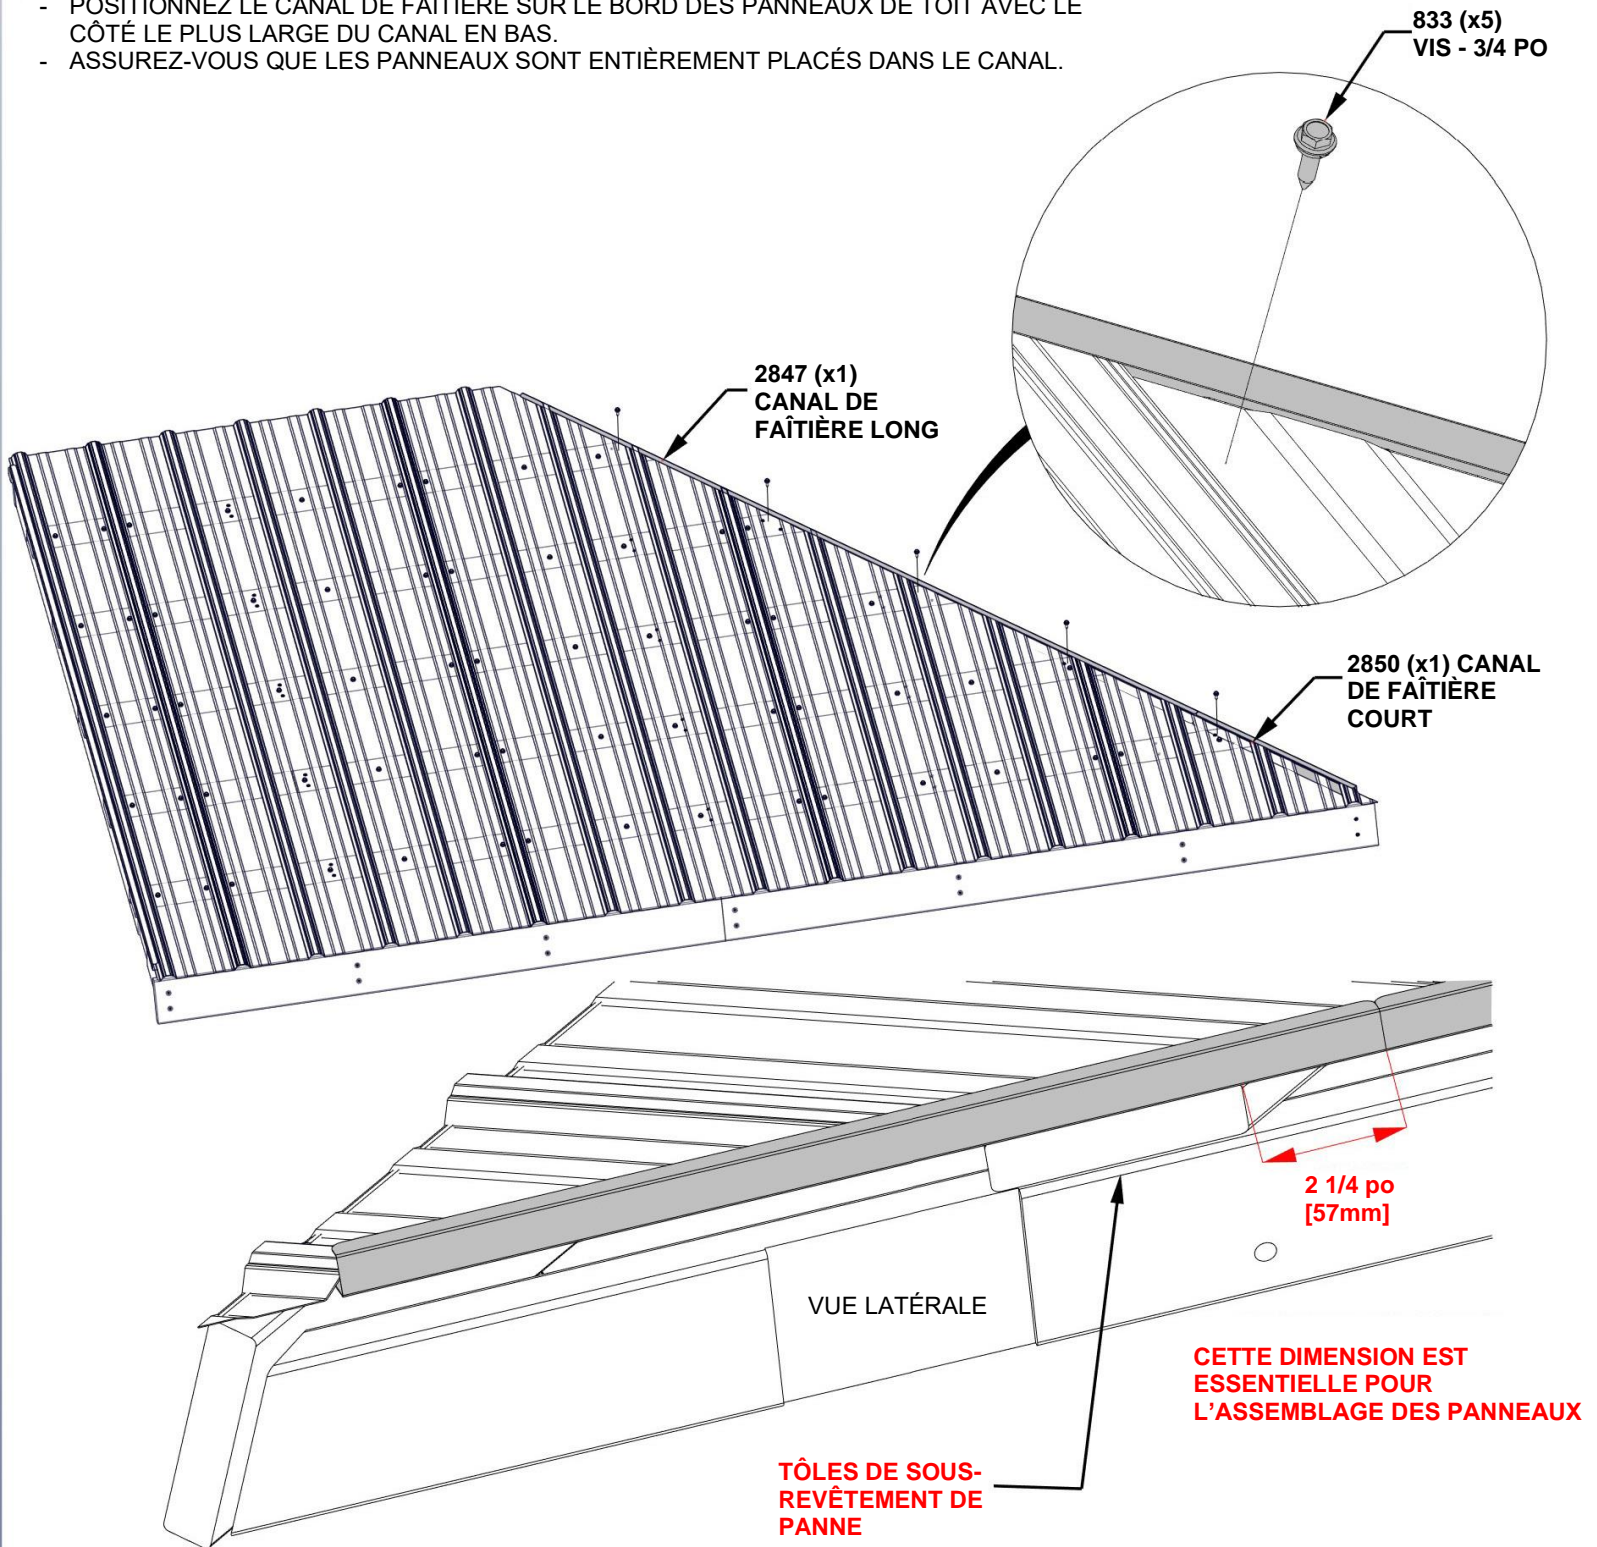 - POSITIONNEZ LE CANAL DE FAÎTIÈRE SUR LE BORD DES PANNEAUX DE TOIT AVEC LE
CÔTÉ LE PLUS LARGE DU CANAL EN BAS.
- ASSUREZ-VOUS QUE LES PANNEAUX SONT ENTIÈREMENT PLACÉS DANS LE CANAL.
833 (x5)
VIS - 3/4 PO
2847 (x1)
CANAL DE
FAÎTIÈRE LONG
2850 (x1) CANAL
DE FAÎTIÈRE
COURT
2 1/4 po
[57mm]
VUE LATÉRALE
CETTE DIMENSION EST
ESSENTIELLE POUR
L'ASSEMBLAGE DES PANNEAUX
TÔLES DE SOUS-
REVÊTEMENT DE
PANNE